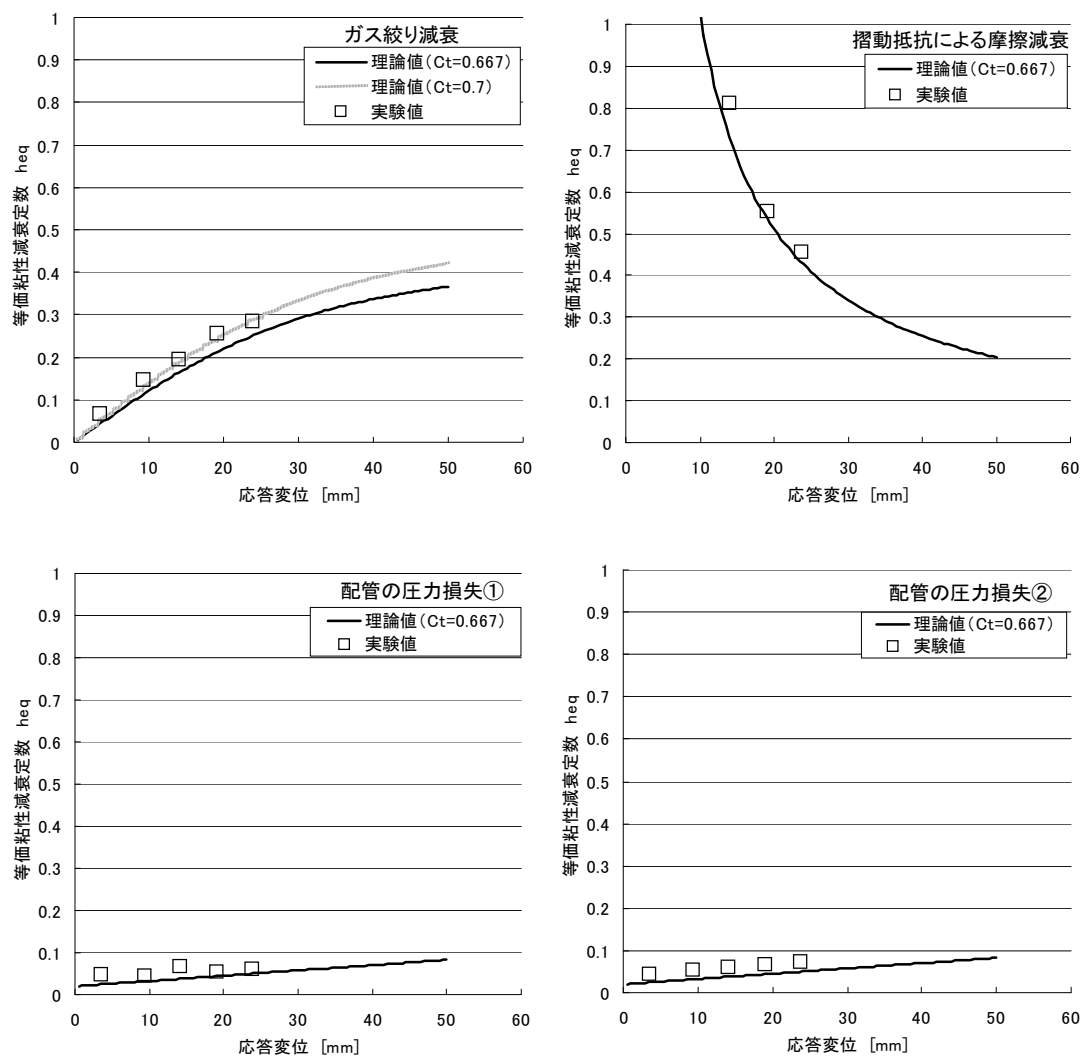 ガス絞り減衰
理論値(Ct=0.667)
理論値(Ct=0.7)
実験値
等価粘性減衰定数 heq
1
0.9
0.8
0.7
0.6
0.5
0.4
0.3
0.2
0.1
0
0 10 20 30 40 50 60
応答変位 [mm]
摺動抵抗による摩擦減衰
理論値(Ct=0.667)
実験値
等価粘性減衰定数 heq
1
0.9
0.8
0.7
0.6
0.5
0.4
0.3
0.2
0.1
0
0 10 20 30 40 50 60
応答変位 [mm]
配管の圧力損失①
理論値(Ct=0.667)
実験値
等価粘性減衰定数 heq
1
0.9
0.8
0.7
0.6
0.5
0.4
0.3
0.2
0.1
0
0 10 20 30 40 50 60
応答変位 [mm]
配管の圧力損失②
理論値(Ct=0.667)
実験値
等価粘性減衰定数 heq
1
0.9
0.8
0.7
0.6
0.5
0.4
0.3
0.2
0.1
0
0 10 20 30 40 50 60
応答変位 [mm]